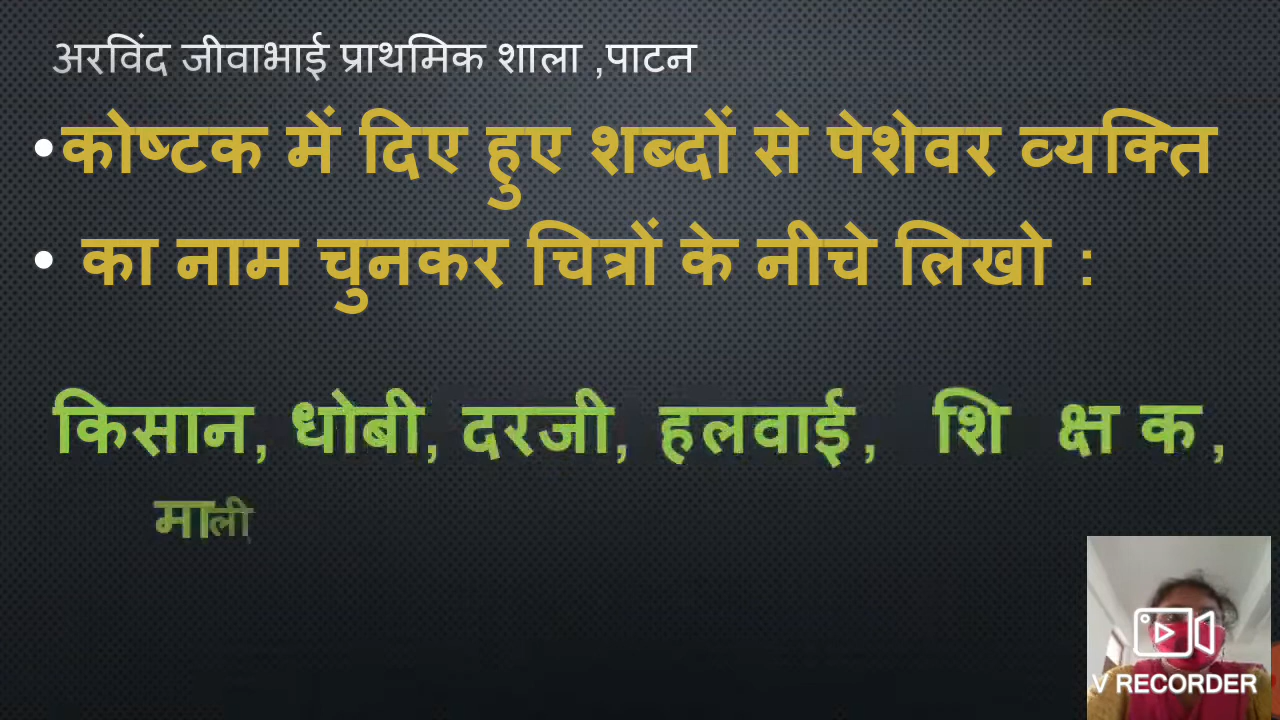 अरविंद जीवाभाई प्राथमिक शाला ,पाटन
•कोष्टक में दिए हुए शब्दों से पेशेवर व्यक्ति
• का नाम चुनकर चित्रों के नीचे लिखो :
किसान, धोबी, दरजी, हलवाई, शि क्ष क,
माली
V RECORDER